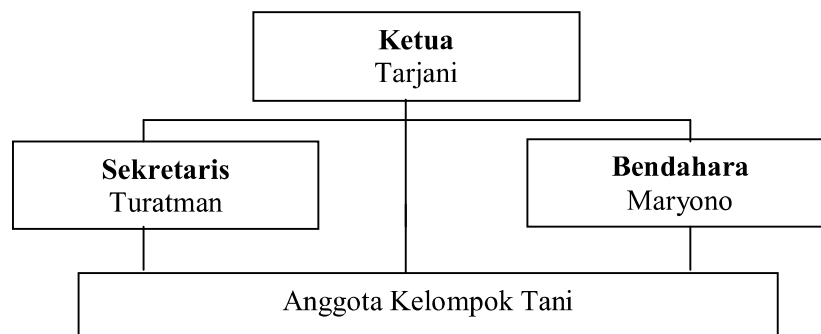 Ketua
Tarjani
Sekretaris
Turatman
Bendahara
Maryono
Anggota Kelompok Tani